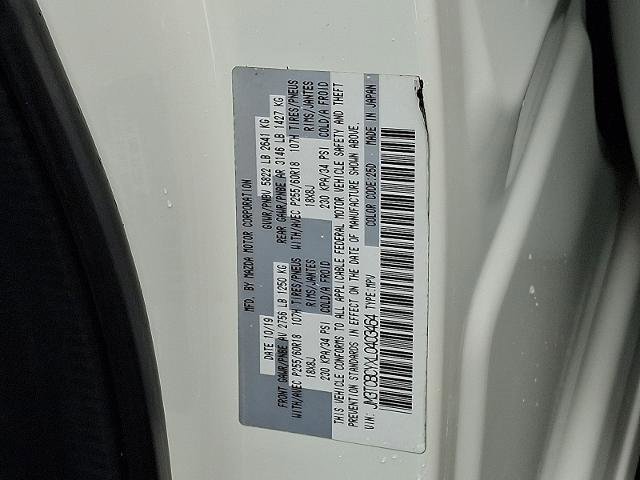 MFD. BY MAZDA MOTOR CORPORATION
DATE 10/19 GVWR/PNBV 5822 LB 2641 KG
FRONT GAWR/PNBE AV 2756 LB 1250 KG REAR GAWR/PNBE AR 3146 LB 1427 KG
WITH/AVEC P255/60R18 107H TIRES/PNEUS WITH/AVEC P255/60R18 107H TIRES/PNEUS
18X8J RIMS/JANTES 18X8J RIMS/JANTES
230 KPA/34 PSI COLD/A FROID 230 KPA/34 PSI COLD/A FROID
THIS VEHICLE CONFORMS TO ALL APPLICABLE FEDERAL MOTOR VEHICLE SAFETY AND THEFT
PREVENTION STANDARDS IN EFFECT ON THE DATE OF MANUFACTURE SHOWN ABOVE.
VIN: JM3TCBCYXL0403464 TYPE:MPV COLOR CODE:25D MADE IN JAPAN